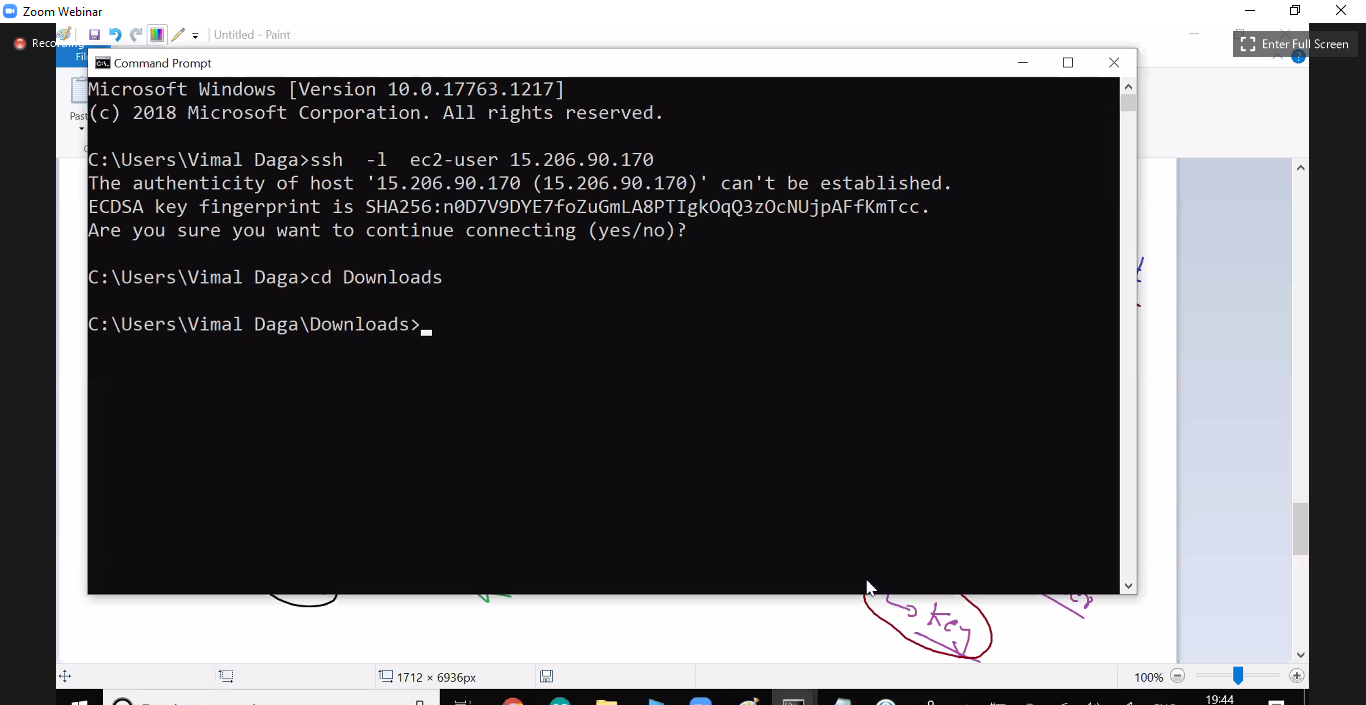 Zoom Webinar
Recording
Untitled - Paint
Enter Full Screen
Command Prompt
Microsoft Windows [Version 10.0.17763.1217]
(c) 2018 Microsoft Corporation. All rights reserved.
C:\Users\Vimal Daga>ssh  -l  ec2-user 15.206.90.170
The authenticity of host '15.206.90.170 (15.206.90.170)' can't be established.
ECDSA key fingerprint is SHA256:n0D7V9DYE7foZuGmLA8PTIgkOqQ3zOcNUjpAFfKmTcc.
Are you sure you want to continue connecting (yes/no)?
C:\Users\Vimal Daga>cd Downloads
C:\Users\Vimal Daga\Downloads>
key
1712 × 6936px
100%
19:44